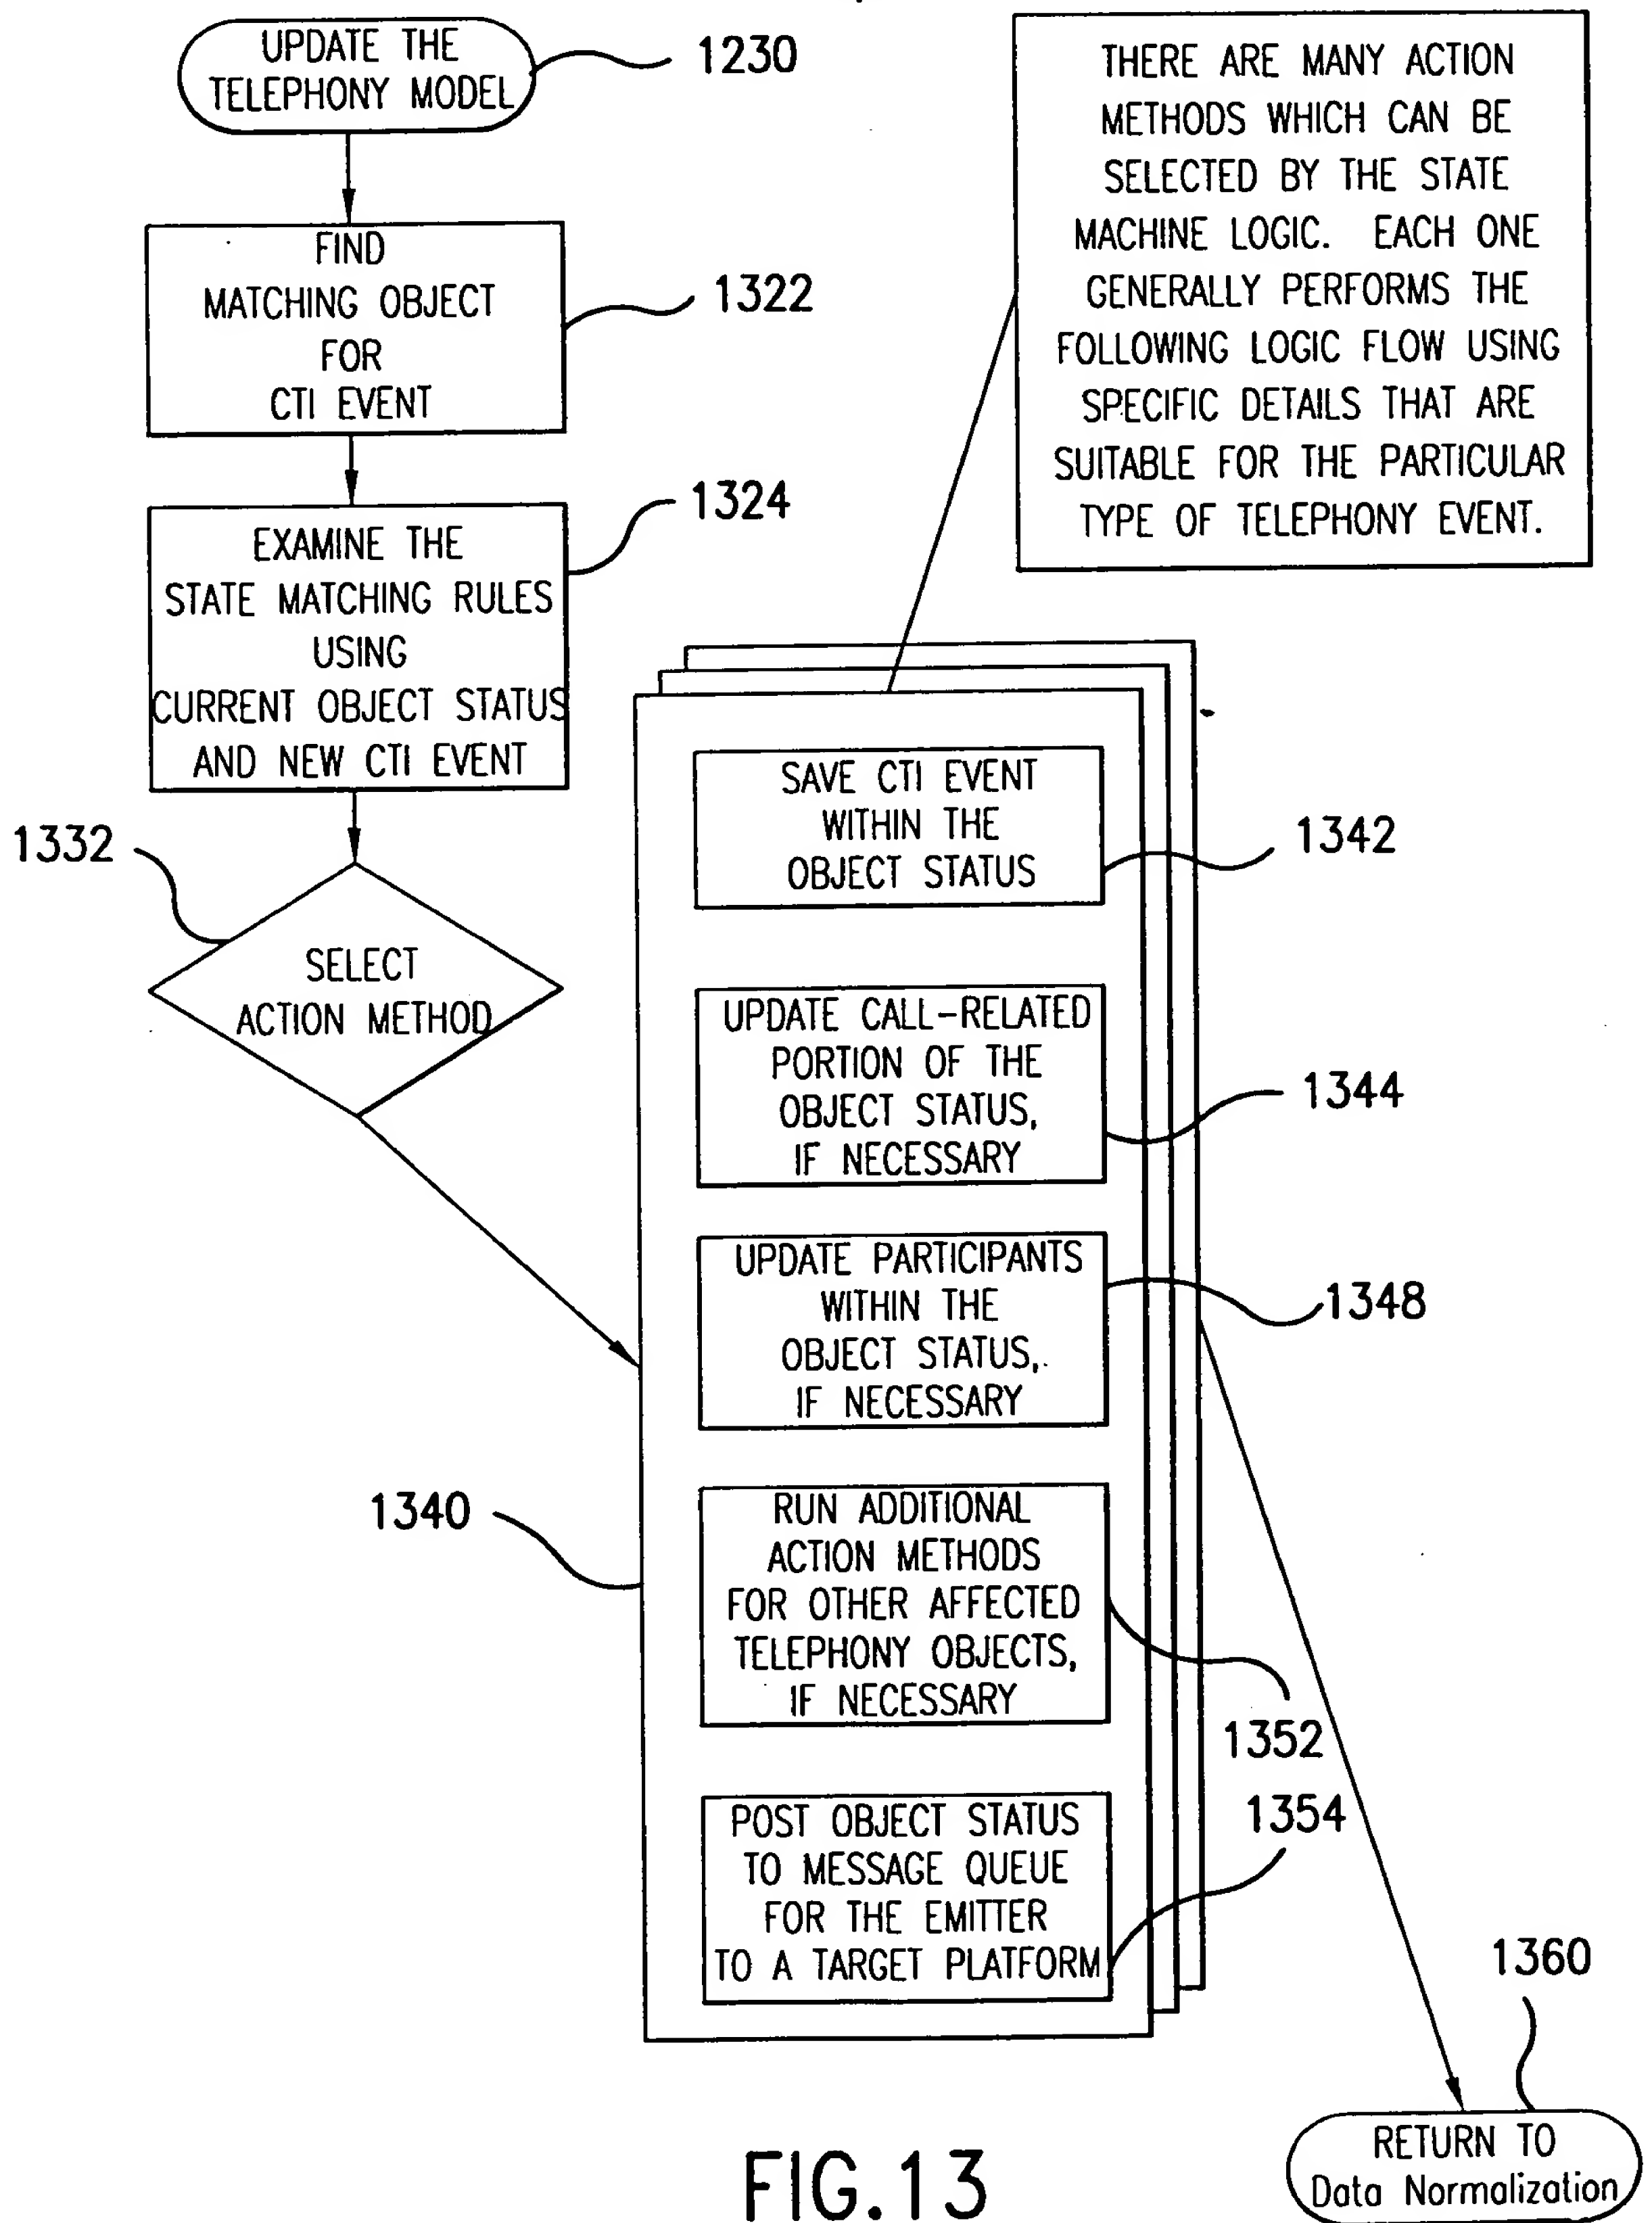 UPDATE THE
TELEPHONY MODEL
1230
FIND
MATCHING OBJECT
FOR
CTI EVENT
1322
EXAMINE THE
STATE MATCHING RULES
USING
CURRENT OBJECT STATUS
AND NEW CTI EVENT
1324
1332
SELECT
ACTION METHOD
THERE ARE MANY ACTION
METHODS WHICH CAN BE
SELECTED BY THE STATE
MACHINE LOGIC. EACH ONE
GENERALLY PERFORMS THE
FOLLOWING LOGIC FLOW USING
SPECIFIC DETAILS THAT ARE
SUITABLE FOR THE PARTICULAR
TYPE OF TELEPHONY EVENT.
1340
SAVE CTI EVENT
WITHIN THE
OBJECT STATUS
1342
UPDATE CALL-RELATED
PORTION OF THE
OBJECT STATUS,
IF NECESSARY
1344
UPDATE PARTICIPANTS
WITHIN THE
OBJECT STATUS,
IF NECESSARY
1348
RUN ADDITIONAL
ACTION METHODS
FOR OTHER AFFECTED
TELEPHONY OBJECTS,
IF NECESSARY
1352
POST OBJECT STATUS
TO MESSAGE QUEUE
FOR THE EMITTER
TO A TARGET PLATFORM
1354
1360
RETURN TO
Data Normalization
FIG.13